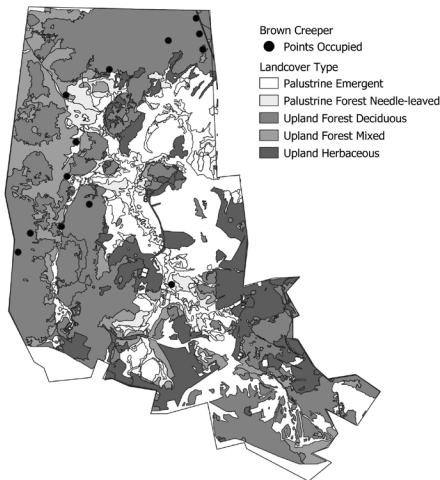 Brown Creeper
Points Occupied
Landcover Type
Palustrine Emergent
Palustrine Forest Needle-leaved
Upland Forest Deciduous
Upland Forest Mixed
Upland Herbaceous